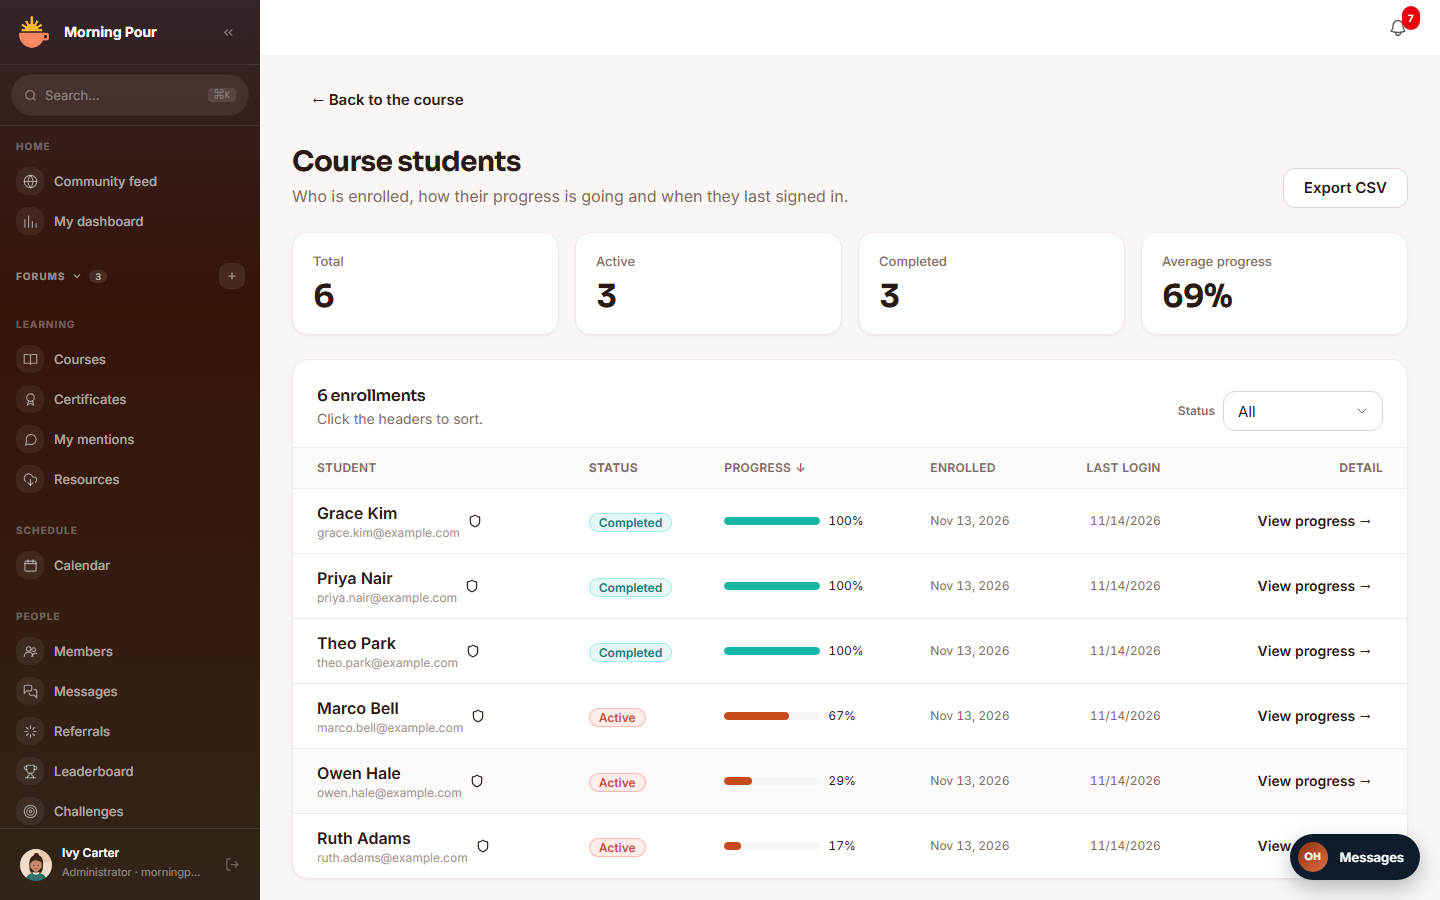 Morning Pour
Search...
⌘K
HOME
Community feed
My dashboard
FORUMS 3
LEARNING
Courses
Certificates
My mentions
Resources
SCHEDULE
Calendar
PEOPLE
Members
Messages
Referrals
Leaderboard
Challenges
Ivy Carter
Administrator · morningp...
7
← Back to the course
Course students
Who is enrolled, how their progress is going and when they last signed in.
Export CSV
Total
6
Active
3
Completed
3
Average progress
69%
6 enrollments
Click the headers to sort.
Status All
STUDENT STATUS PROGRESS ↓ ENROLLED LAST LOGIN DETAIL
Grace Kim
grace.kim@example.com
Completed 100% Nov 13, 2026 11/14/2026 View progress →
Priya Nair
priya.nair@example.com
Completed 100% Nov 13, 2026 11/14/2026 View progress →
Theo Park
theo.park@example.com
Completed 100% Nov 13, 2026 11/14/2026 View progress →
Marco Bell
marco.bell@example.com
Active 67% Nov 13, 2026 11/14/2026 View progress →
Owen Hale
owen.hale@example.com
Active 29% Nov 13, 2026 11/14/2026 View progress →
Ruth Adams
ruth.adams@example.com
Active 17% Nov 13, 2026 11/14/2026 View
OH Messages